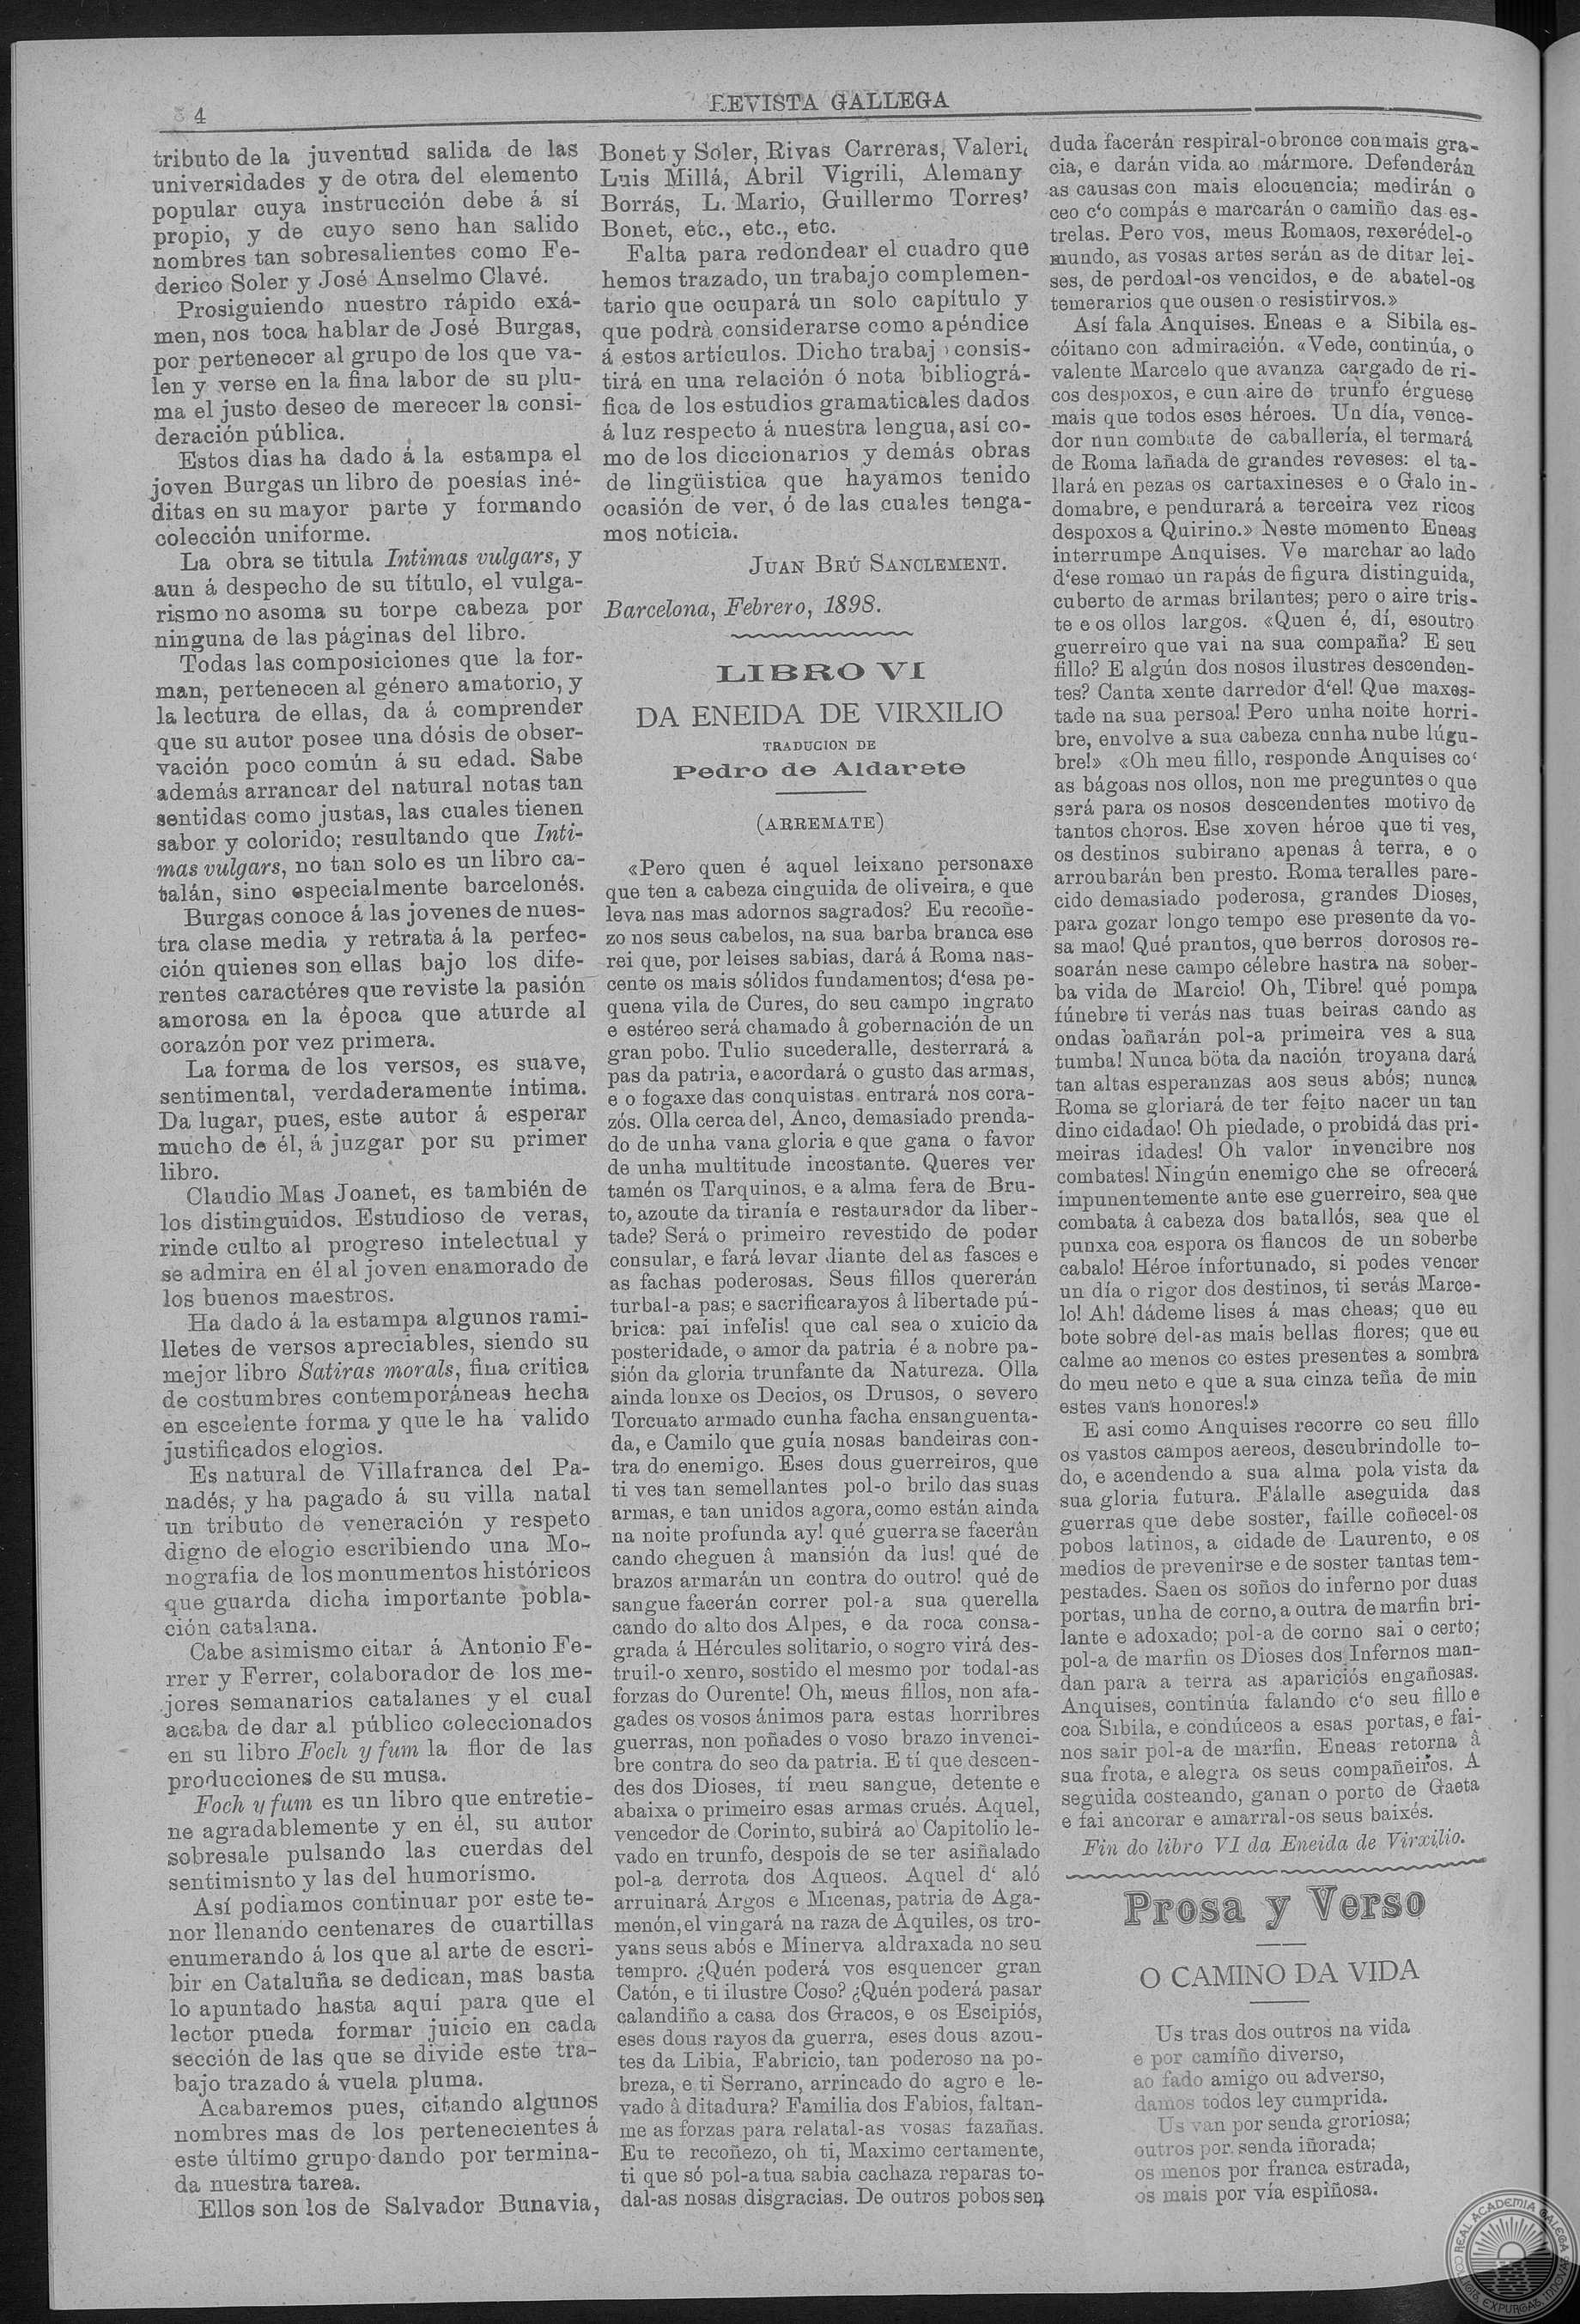 4
REVISTA GALLEGA
tributo de la juventud salida de las
universidades y de otra del elemento
popular cuya instrucción debe á sí
propio, y de cuyo seno han salido
nombres tan sobresalientes como Fe-
derico Soler y José Anselmo Clavé.
Prosiguiendo nuestro rápido exá-
men, nos toca hablar de José Burgas,
por pertenecer al grupo de los que va-
len y verse en la fina labor de su plu-
ma el justo deseo de merecer la consi-
deración pública.
Estos dias ha dado á la estampa el
joven Burgas un libro de poesías iné-
ditas en su mayor parte y formando
colección uniforme.
La obra se titula Intimas vulgars, y
aun á despecho de su título, el vulga-
rismo no asoma su torpe cabeza por
ninguna de las páginas del libro.
Todas las composiciones que la for-
man, pertenecen al género amatorio, y
la lectura de ellas, da á comprender
que su autor posee una dósis de obser-
vación poco común á su edad. Sabe
además arrancar del natural notas tan
sentidas como justas, las cuales tienen
sabor y colorido; resultando que Inti-
mas vulgars, no tan solo es un libro ca-
talán, sino especialmente barcelonés.
Burgas conoce á las jovenes de nues-
tra clase media y retrata á la perfec-
ción quienes son ellas bajo los dife-
rentes caractéres que reviste la pasión
amorosa en la época que aturde al
corazón por vez primera.
La forma de los versos, es suave,
sentimental, verdaderamente íntima.
Da lugar, pues, este autor á esperar
mucho de él, á juzgar por su primer
libro.
Claudio Mas Joanet, es también de
los distinguidos. Estudioso de veras,
rinde culto al progreso intelectual y
se admira en él al joven enamorado de
los buenos maestros.
Ha dado á la estampa algunos rami-
lletes de versos apreciables, siendo su
mejor libro Satiras morals, fina crítica
de costumbres contemporáneas hecha
en escelente forma y que le ha valido
justificados elogios.
Es natural de Villafranca del Pa-
nadés, y ha pagado á su villa natal
un tributo de veneración y respeto
digno de elogio escribiendo una Mo-
nografia de los monumentos históricos
que guarda dicha importante pobla-
ción catalana.
Cabe asimismo citar á Antonio Fe-
rrer y Ferrer, colaborador de los me-
jores semanarios catalanes y el cual
acaba de dar al público coleccionados
en su libro Foch y fum la flor de las
producciones de su musa.
Foch y fum es un libro que entretie-
ne agradablemente y en él, su autor
sobresale pulsando las cuerdas del
sentimisnto y las del humorísmo.
Así podiamos continuar por este te-
nor llenando centenares de cuartillas
enumerando á los que al arte de escri-
bir en Cataluña se dedican, mas basta
lo apuntado hasta aquí para que el
lector pueda formar juicio en cada
sección de las que se divide este tra-
bajo trazado á vuela pluma.
Acabaremos pues, citando algunos
nombres mas de los pertenecientes á
este último grupo dando por termina-
da nuestra tarea.
Ellos son los de Salvador Bunavia,
Bonet y Soler, Rivas Carreras, Valeri,
Luis Millá, Abril Vigrili, Alemany
Borrás, L. Mario, Guillermo Torres'
Bonet, etc., etc., etc.
Falta para redondear el cuadro que
hemos trazado, un trabajo complemen-
tario que ocupará un solo capítulo y
que podrà considerarse como apéndice
á estos artículos. Dicho trabaj consis-
tirá en una relación ó nota bibliográ-
fica de los estudios gramaticales dados
á luz respecto á nuestra lengua, así co-
mo de los diccionarios y demás obras
de lingüistica que hayamos tenido
ocasión de ver, ó de las cuales tenga-
mos noticia.
JUAN BRÚ SANCLEMENT.
Barcelona, Febrero, 1898.
LIBRO VI
DA ENEIDA DE VIRXILIO
TRADUCION DE
Pedro de Aldarete
(ARREMATE)
«Pero quen é aquel leixano personaxe
que ten a cabeza cinguida de oliveira, e que
leva nas mas adornos sagrados? Eu recoñe-
zo nos seus cabelos, na sua barba branca ese
rei que, por leises sabias, dará á Roma nas-
cente os mais sólidos fundamentos; d'esa pe-
quena vila de Cures, do seu campo ingrato
e estéreo será chamado â gobernación de un
gran pobo. Tulio sucederalle, desterrará a
pas da patria, e acordará o gusto das armas,
e o fogaxe das conquistas entrará nos cora-
zós. Olla cerca del, Anco, demasiado prenda-
do de unha vana gloria e que gana o favor
de unha multitude incostante. Queres ver
tamén os Tarquinos, e a alma fera de Bru-
to, azoute da tiranía e restaurador da liber-
tade? Será o primeiro revestido de poder
consular, e fará levar diante del as fasces e
as fachas poderosas. Seus fillos quererán
turbal-a pas; e sacrificarayos â libertade pú-
brica: pai infelis! que cal sea o xuicio da
posteridade, o amor da patria é a nobre pa-
sión da gloria trunfante da Natureza. Olla
ainda lonxe os Decios, os Drusos, o severo
Torcuato armado cunha facha ensanguenta-
da, e Camilo que guía nosas bandeiras con-
tra do enemigo. Eses dous guerreiros, que
ti ves tan semellantes pol-o brilo das suas
armas, e tan unidos agora, como están ainda
na noite profunda ay! qué guerra se facerân
cando cheguen â mansión da lus! qué de
brazos armarán un contra do outro! qué de
sangue facerán correr pol-a sua querella
cando do alto dos Alpes, e da roca consa-
grada á Hércules solitario, o sogro virá des-
truil-o xenro, sostido el mesmo por todal-as
forzas do Ourente! Oh, meus fillos, non afa-
gades os vosos ánimos para estas horribres
guerras, non poñades o voso brazo invenci-
bre contra do seo da patria. E tí que descen-
des dos Dioses, tí meu sangue, detente e
abaixa o primeiro esas armas crués. Aquel,
vencedor de Corinto, subirá ao Capitolio le-
vado en trunfo, despois de se ter asiñalado
pol-a derrota dos Aqueos. Aquel d' aló
arruinará Argos e Micenas, patria de Aga-
menón, el vingará na raza de Aquiles, os tro-
yans seus abós e Minerva aldraxada no seu
tempro. ¿Quén poderá vos esquencer gran
Catón, e ti ilustre Coso? ¿Quén poderá pasar
calandiño a casa dos Gracos, e os Escipiós,
eses dous rayos da guerra, eses dous azou-
tes da Libia, Fabricio, tan poderoso na po-
breza, e ti Serrano, arrincado do agro e le-
vado â ditadura? Familia dos Fabios, faltan-
me as forzas para relatal-as vosas fazañas.
Eu te recoñezo, oh ti, Maximo certamente,
ti que só pol-a tua sabia cachaza reparas to-
dal-as nosas disgracias. De outros pobos sen
duda facerán respiral-o bronce con mais gra-
cia, e darán vida ao mármore. Defenderán
as causas con mais elocuencia; medirán o
ceo c'o compás e marcarán o camiño das es-
trelas. Pero vos, meus Romaos, rexerédel-o
mundo, as vosas artes serán as de ditar lei-
ses, de perdoal-os vencidos, e de abatel-os
temerarios que ousen o resistirvos.»
Así fala Anquises. Eneas e a Sibila es-
cóitano con admiración. «Vede, continúa, o
valente Marcelo que avanza cargado de ri-
cos despoxos, e cun aire de trunfo érguese
mais que todos esos héroes. Un día, vence-
dor nun combate de caballería, el termará
de Roma lañada de grandes reveses: el ta-
llará en pezas os cartaxineses e o Galo in-
domabre, e pendurará a terceira vez ricos
despoxos a Quirino.» Neste momento Eneas
interrumpe Anquises. Ve marchar ao lado
d'ese romao un rapás de figura distinguida,
cuberto de armas brilantes; pero o aire tris-
te e os ollos largos. «Quen é, dí, esoutro
guerreiro que vai na sua compaña? E seu
fillo? E algún dos nosos ilustres descenden-
tes? Canta xente darredor d'el! Que maxes-
tade na sua persoa! Pero unha noite horri-
bre, envolve a sua cabeza cunha nube lúgu-
bre!» «Oh meu fillo, responde Anquises co'
as bágoas nos ollos, non me preguntes o que
será para os nosos descendentes motivo de
tantos choros. Ese xoven héroe que ti ves,
os destinos subirano apenas â terra, e o
arroubarán ben presto. Roma teralles pare-
cido demasiado poderosa, grandes Dioses,
para gozar longo tempo ese presente da vo-
sa mao! Qué prantos, que berros dorosos re-
soarán nese campo célebre hastra na sober-
ba vida de Marcio! Oh, Tibre! qué pompa
fúnebre ti verás nas tuas beiras cando as
ondas bañarán pol-a primeira ves a sua
tumba! Nunca bóta da nación troyana dará
tan altas esperanzas aos seus abós; nunca
Roma se gloriará de ter feito nacer un tan
dino cidadao! Oh piedade, o probidá das pri-
meiras idades! Oh valor invencibre nos
combates! Ningún enemigo che se ofrecerá
impunentemente ante ese guerreiro, sea que
combata â cabeza dos batallós, sea que el
punxa coa espora os flancos de un soberbe
cabalo! Héroe ínfortunado, si podes vencer
un día o rigor dos destinos, ti serás Marce-
lo! Ah! dádeme lises á mas cheas; que eu
bote sobre del-as mais bellas flores; que eu
calme ao menos co estes presentes a sombra
do meu neto e que a sua cinza teña de min
estes vans honores!»
E asi como Anquises recorre co seu fillo
os vastos campos aereos, descubrindolle to-
do, e acendendo a sua alma pola vista da
sua gloria futura. Fálalle aseguida das
guerras que debe soster, faille coñecel-os
pobos latinos, a cidade de Laurento, e os
medios de prevenirse e de soster tantas tem-
pestades. Saen os soños do inferno por duas
portas, unha de corno, a outra de marfin bri-
lante e adoxado; pol-a de corno sai o certo;
pol-a de marfin os Dioses dos Infernos man-
dan para a terra as apariciós engañosas.
Anquises, continúa falando c'o seu fillo e
coa Sibila, e condúceos a esas portas, e fai-
nos sair pol-a de marfin. Eneas retorna â
sua frota, e alegra os seus compañeiros. A
seguida costeando, ganan o porto de Gaeta
e fai ancorar e amarral-os seus baixés.
Fin do libro VI da Eneida de Virxilio.
Prosa y Verso
O CAMINO DA VIDA
Us tras dos outros na vida
e por camíño diverso,
ao fado amigo ou adverso,
damos todos ley cumprida.
Us van por senda groriosa;
outros por senda iñorada;
os menos por franca estrada,
os mais por vía espiñosa.
REAL ACADEMIA GALEGA